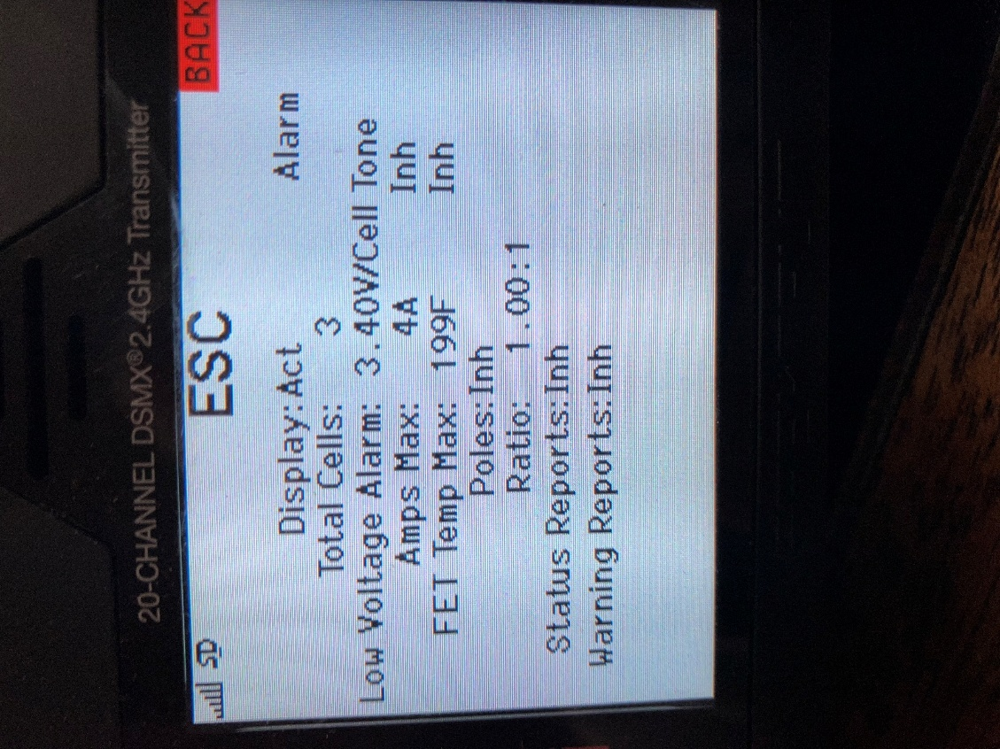 20-CHANNEL DSMX®2.4GHz Transmitter
SD ESC BACK
Display:Act Alarm
Total Cells: 3
Low Voltage Alarm: 3.40V/Cell Tone
Amps Max: 4A Inh
FET Temp Max: 199F Inh
Poles:Inh
Ratio: 1.00:1
Status Reports:Inh
Warning Reports:Inh